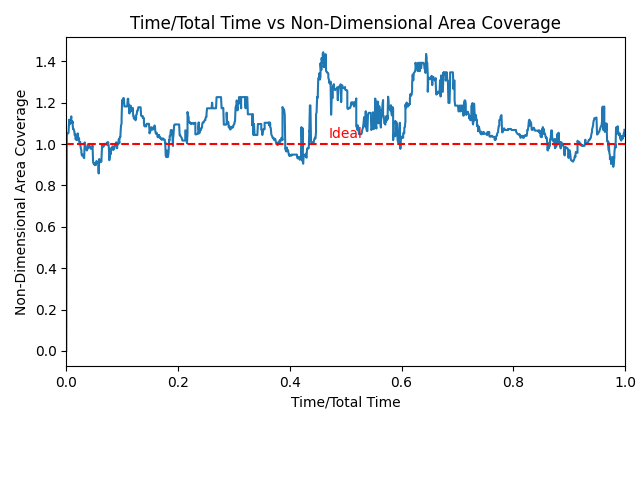 Time/Total Time vs Non-Dimensional Area Coverage
Non-Dimensional Area Coverage
1.4
1.2
1.0
0.8
0.6
0.4
0.2
0.0
Ideal
0.0 0.2 0.4 0.6 0.8 1.0
Time/Total Time